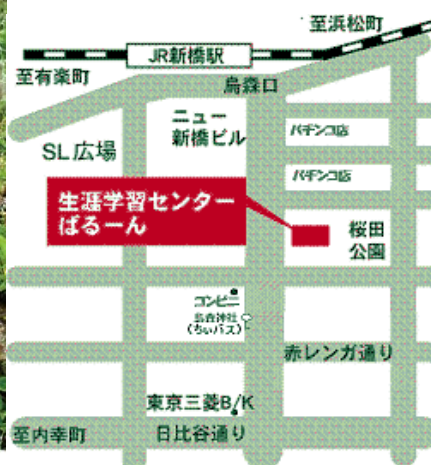 至浜松町
JR新橋駅
至有楽町
烏森口
ニュー
新橋ビル
パチンコ店
SL広場
パチンコ店
生涯学習センター
ばるーん
桜田
公園
コンビニ
烏森神社
(ちぃバス)
赤レンガ通り
東京三菱B/K
至内幸町
日比谷通り